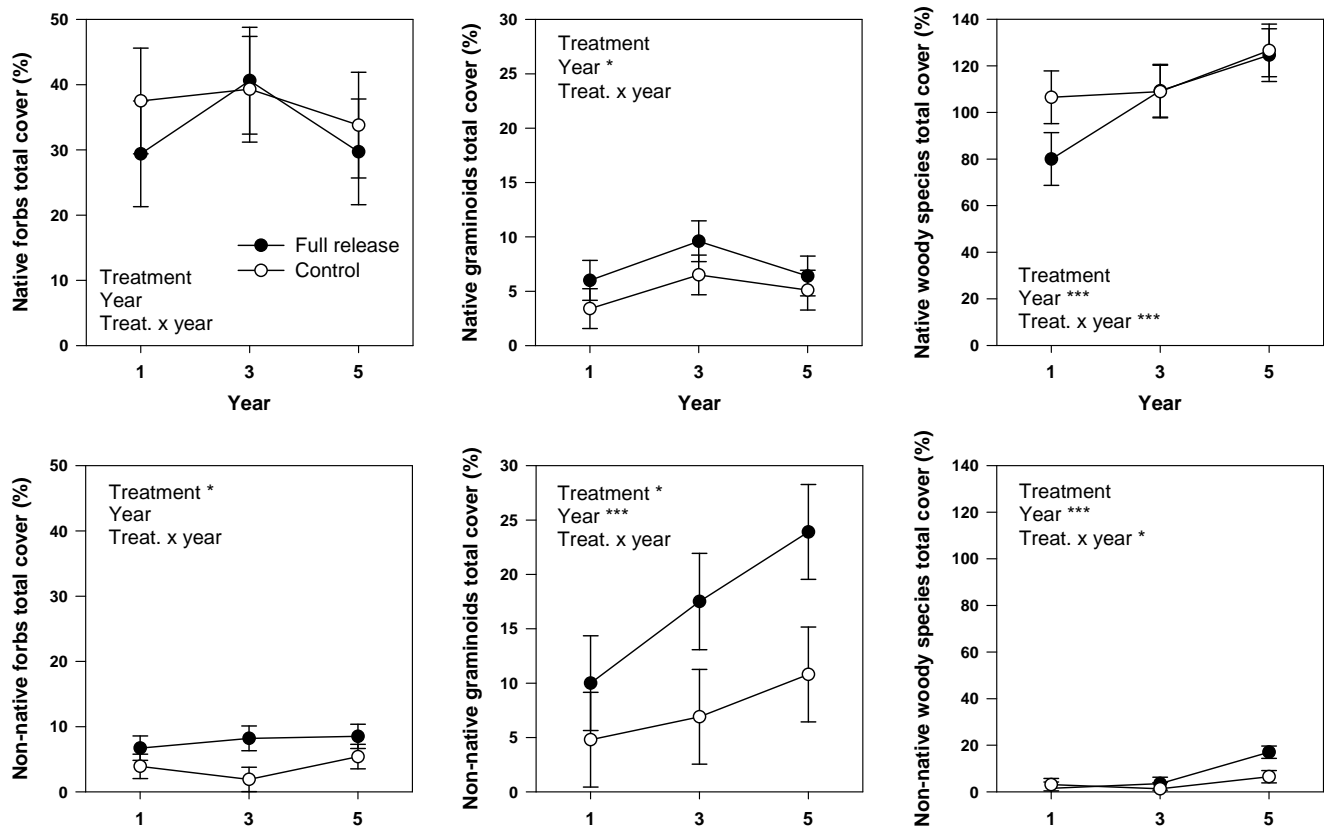 Native forbs total cover (%)
50
40
30
20
10
0
Full release
Control
Treatment
Year
Treat. x year
1
3
5
Year
Native graminoids total cover (%)
30
25
20
15
10
5
0
Treatment
Year *
Treat. x year
1
3
5
Year
Native woody species total cover (%)
140
120
100
80
60
40
20
0
Treatment
Year ***
Treat. x year ***
1
3
5
Year
Non-native forbs total cover (%)
50
40
30
20
10
0
Treatment *
Year
Treat. x year
1
3
5
Non-native graminoids total cover (%)
30
25
20
15
10
5
0
Treatment *
Year ***
Treat. x year
1
3
5
Non-native woody species total cover (%)
140
120
100
80
60
40
20
0
Treatment
Year ***
Treat. x year *
1
3
5